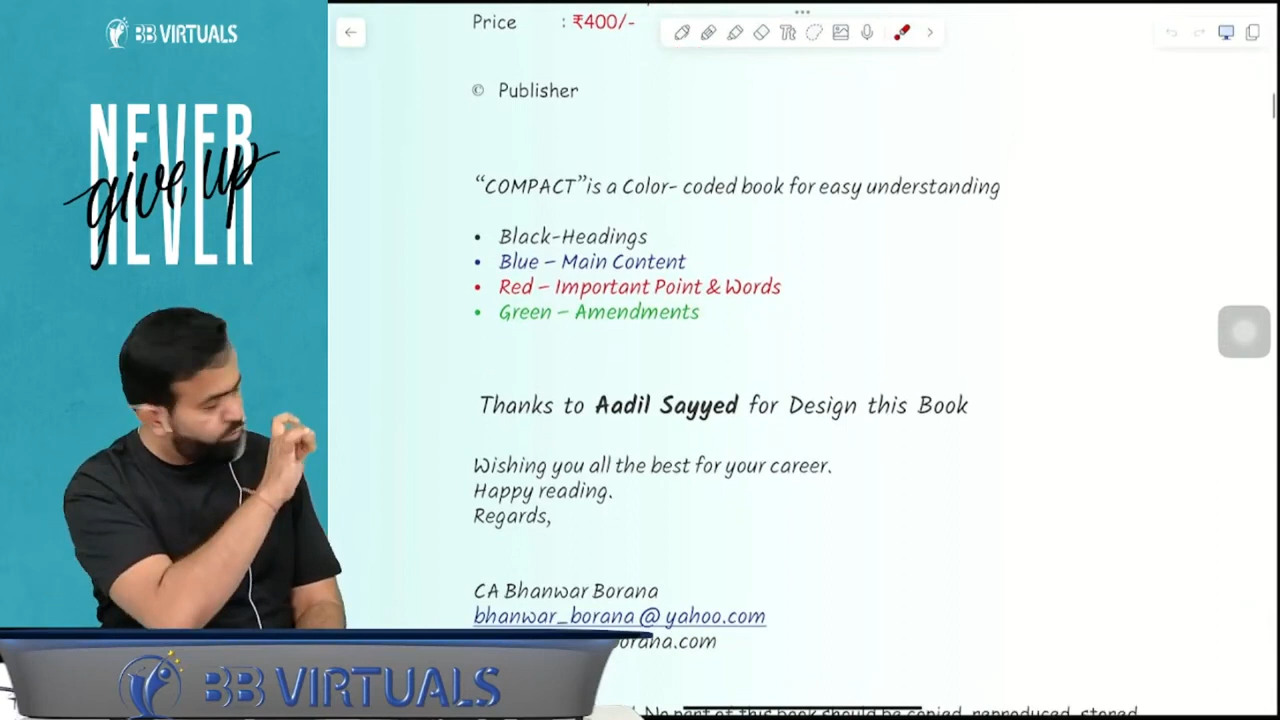 BB VIRTUALS
NEVER
give up
NEVER
Price : ₹400/-
© Publisher
“COMPACT”is a Color- coded book for easy understanding
• Black-Headings
• Blue – Main Content
• Red – Important Point & Words
• Green – Amendments
Thanks to Aadil Sayyed for Design this Book
Wishing you all the best for your career.
Happy reading.
Regards,
CA Bhanwar Borana
bhanwar_borana @ yahoo.com
orana.com
No part of this book should be copied, reproduced, stored
BB VIRTUALS
Tt